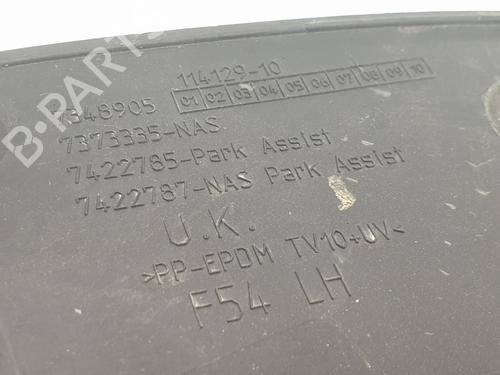 114129-10
7348905 01 02 03 04 05 06 07 08 09 10
7373335-NAS
7422785-Park Assist
7422787-NAS Park Assist
U.K.
>PP-EPDM TV10+UV<
F54 LH
B-PARTS